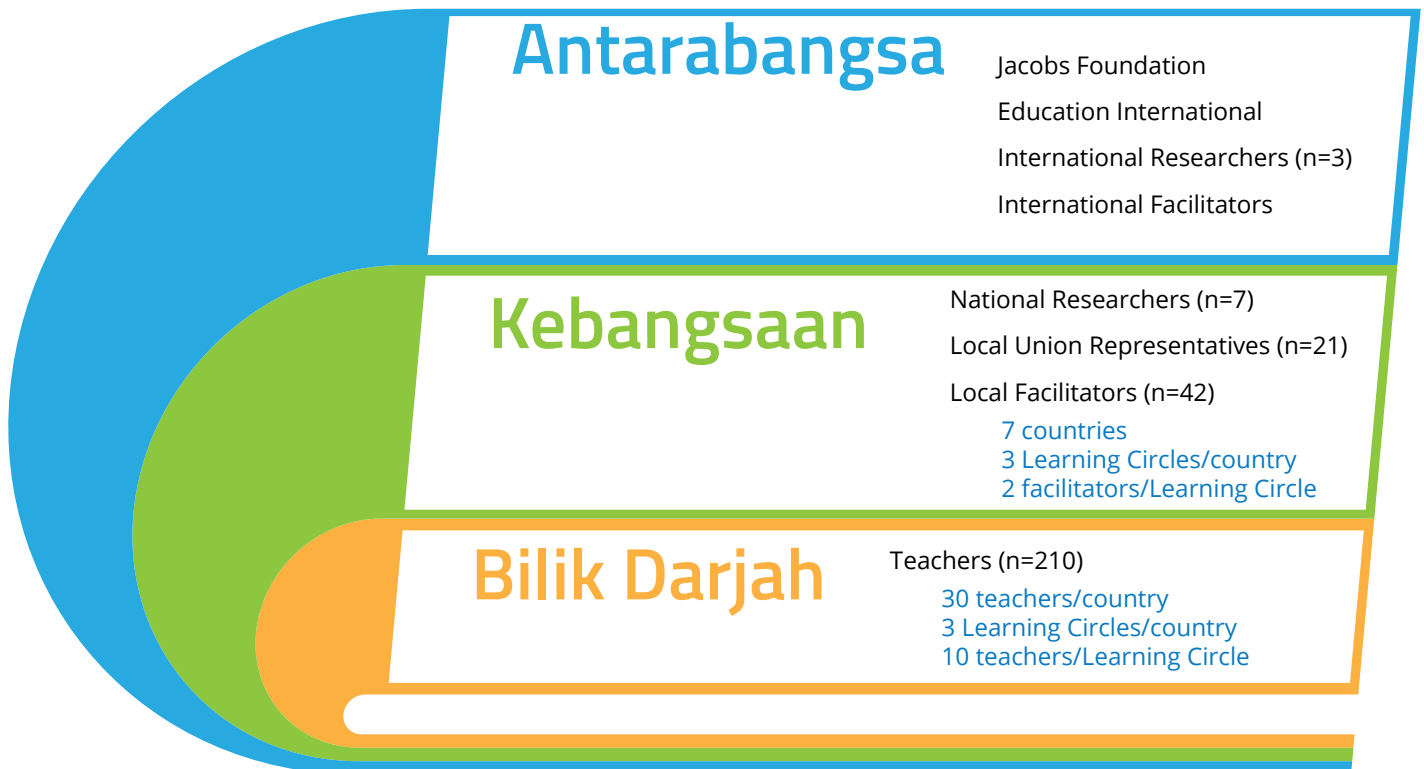 Antarabangsa
Jacobs Foundation
Education International
International Researchers (n=3)
International Facilitators
Kebangsaan
National Researchers (n=7)
Local Union Representatives (n=21)
Local Facilitators (n=42)
7 countries
3 Learning Circles/country
2 facilitators/Learning Circle
Bilik Darjah
Teachers (n=210)
30 teachers/country
3 Learning Circles/country
10 teachers/Learning Circle